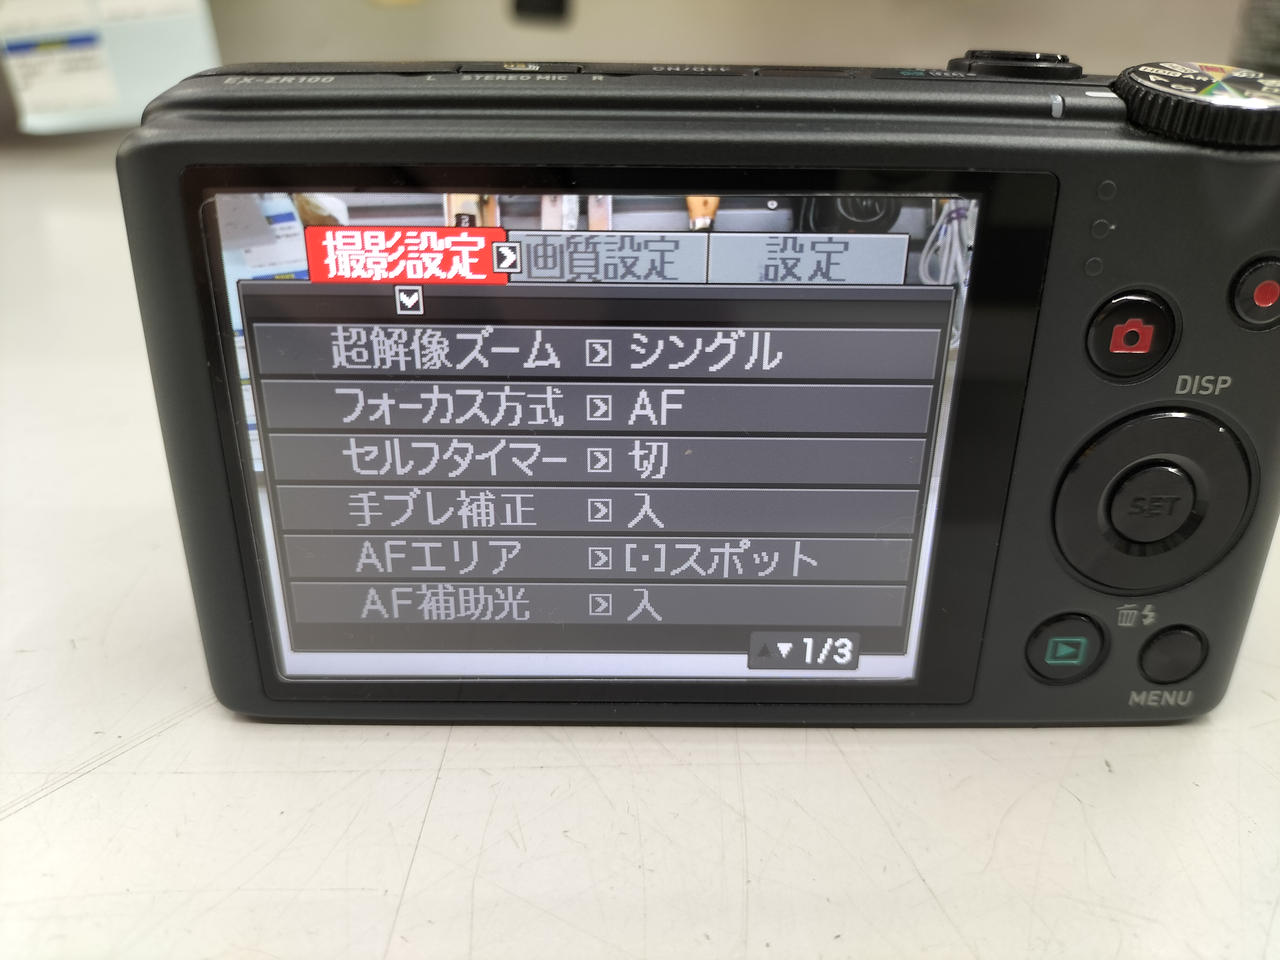 EX-ZR100 L STEREO MIC R ON/OFF
撮影設定 画質設定 設定
超解像ズーム シングル
フォーカス方式 AF
セルフタイマー 切
手ブレ補正 入
AFエリア [·]スポット
AF補助光 入
1/3
DISP
SET
MENU